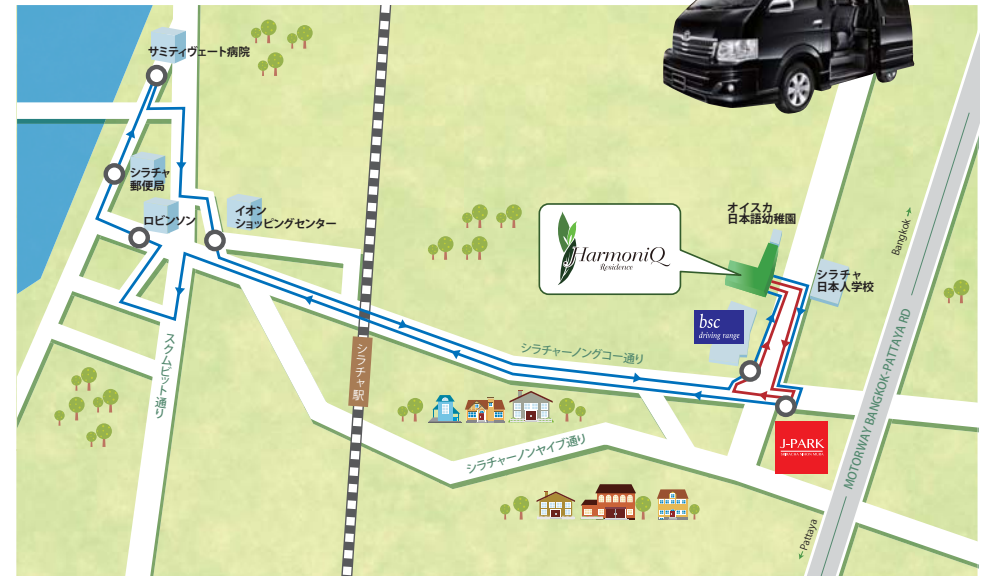 サミティヴェート病院
シラチャ
郵便局
ロビンソン
イオン
ショッピングセンター
オイスカ
日本語幼稚園
HarmoniQ
Residence
シラチャ
日本人学校
Bangkok
bsc
driving range
シラチャーノングコー通り
スクムビット通り
シラチャ駅
シラチャーノンヤイブ通り
J-PARK
SRIRACHA NIHON MURA
MOTORWAY BANGKOK-PATTAYA RD
Pattaya